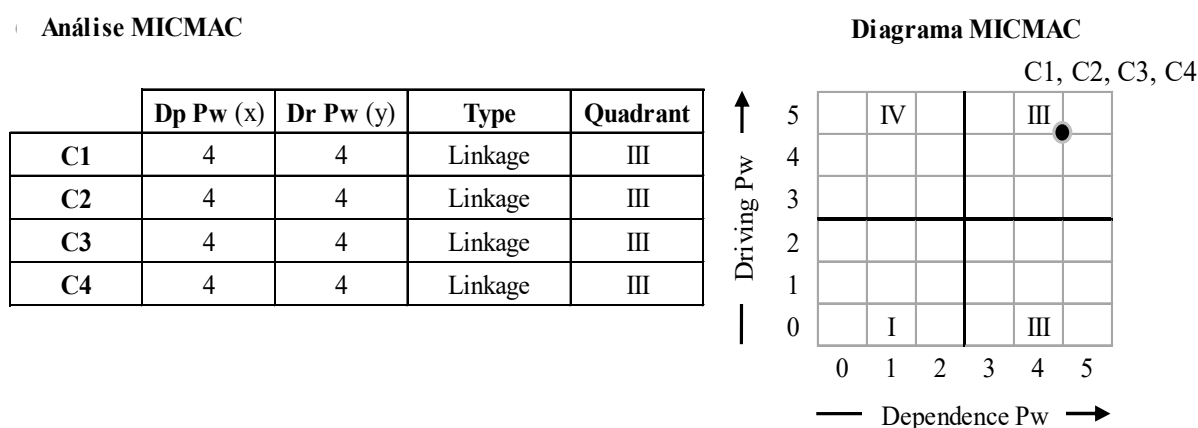 Análise MICMAC
Dp Pw (x) Dr Pw (y) Type Quadrant
C1 4 4 Linkage III
C2 4 4 Linkage III
C3 4 4 Linkage III
C4 4 4 Linkage III
Diagrama MICMAC
C1, C2, C3, C4
Driving Pw
5 IV III
4
3
2
1
0 I III
0 1 2 3 4 5
Dependence Pw